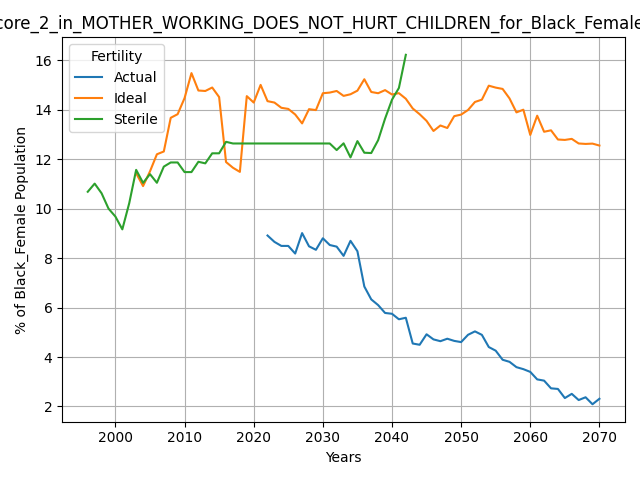 core_2_in_MOTHER_WORKING_DOES_NOT_HURT_CHILDREN_for_Black_Female
Fertility
Actual
Ideal
Sterile
% of Black_Female Population
16
14
12
10
8
6
4
2
2000 2010 2020 2030 2040 2050 2060 2070
Years